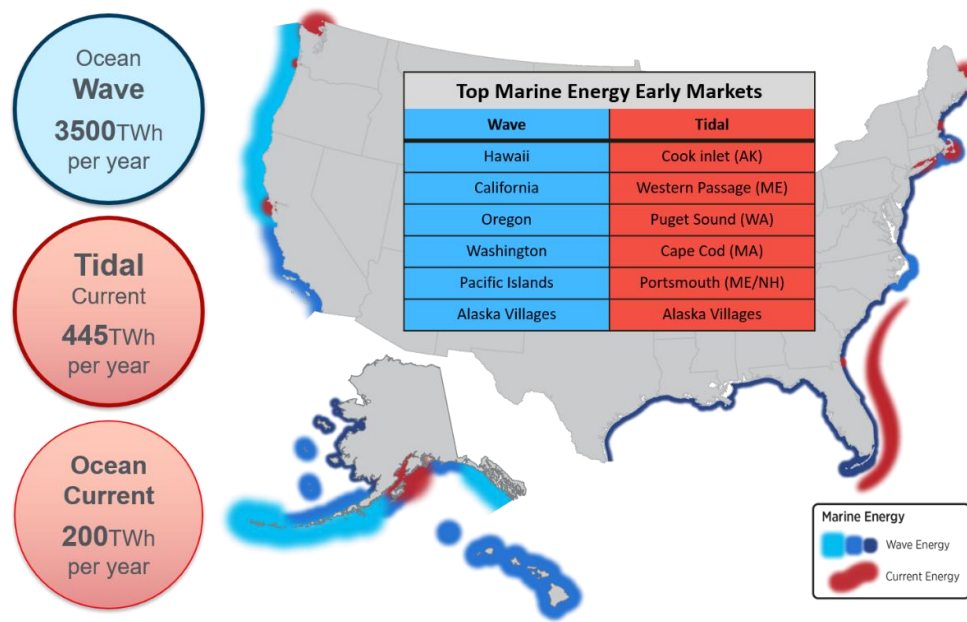 Ocean
Wave
3500TWh
per year
Tidal
Current
445TWh
per year
Ocean
Current
200TWh
per year
Top Marine Energy Early Markets
Wave Tidal
Hawaii Cook inlet (AK)
California Western Passage (ME)
Oregon Puget Sound (WA)
Washington Cape Cod (MA)
Pacific Islands Portsmouth (ME/NH)
Alaska Villages Alaska Villages
Marine Energy
Wave Energy
Current Energy